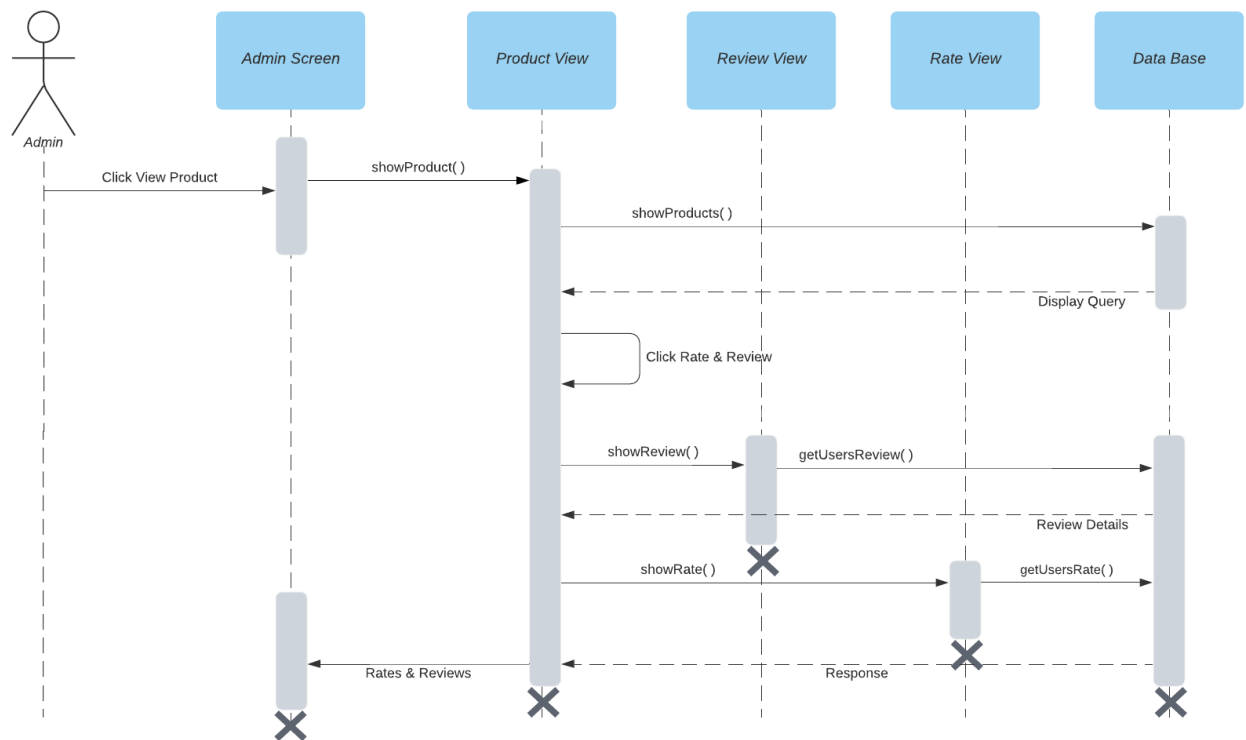 Admin Screen
Product View
Review View
Rate View
Data Base
Admin
showProduct( )
Click View Product
showProducts( )
Display Query
Click Rate & Review
showReview( )
getUsersReview( )
Review Details
showRate( )
getUsersRate( )
Rates & Reviews
Response